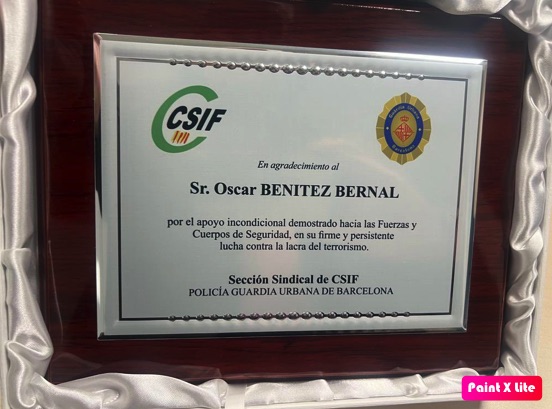 CSIF
En agradecimiento al
Sr. Oscar BENITEZ BERNAL
por el apoyo incondicional demostrado hacia las Fuerzas y
Cuerpos de Seguridad, en su firme y persistente
lucha contra la lacra del terrorismo.
Sección Sindical de CSIF
POLICÍA GUARDIA URBANA DE BARCELONA
Paint X Lite